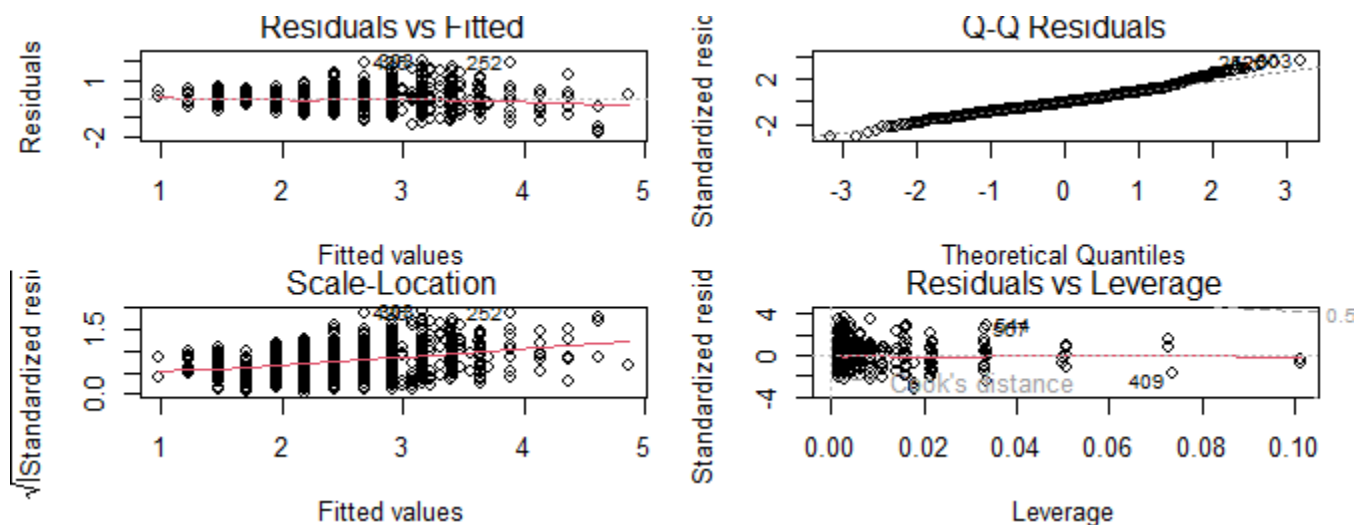 Residuals vs Fitted
Residuals
1
-2
252
1 2 3 4 5
Fitted values
Q-Q Residuals
Standardized resid
2
-2
-3 -2 -1 0 1 2 3
Theoretical Quantiles
Scale-Location
√|Standardized resid
1.5
0.0
252
1 2 3 4 5
Fitted values
Residuals vs Leverage
Standardized resid
4
0
-4
0.5
Cook's distance
409
0.00 0.02 0.04 0.06 0.08 0.10
Leverage